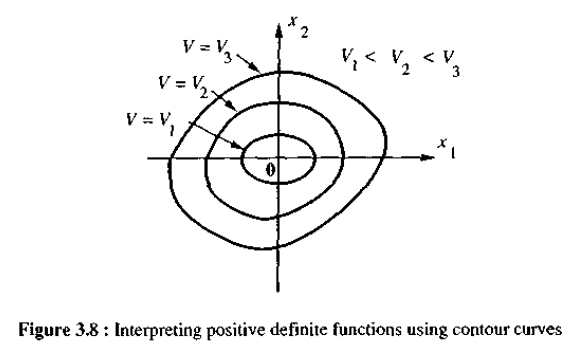 x₂
V = V₃
V₁ < V₂ < V₃
V = V₂
V = V₁
x₁
0
Figure 3.8 : Interpreting positive definite functions using contour curves